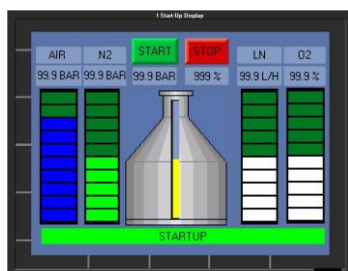 ! Start-Up Display
AIR N2 START STOP LN O2
99.9 BAR 99.9 BAR 99.9 BAR 999 % 99.9 L/H 99.9 %
STARTUP